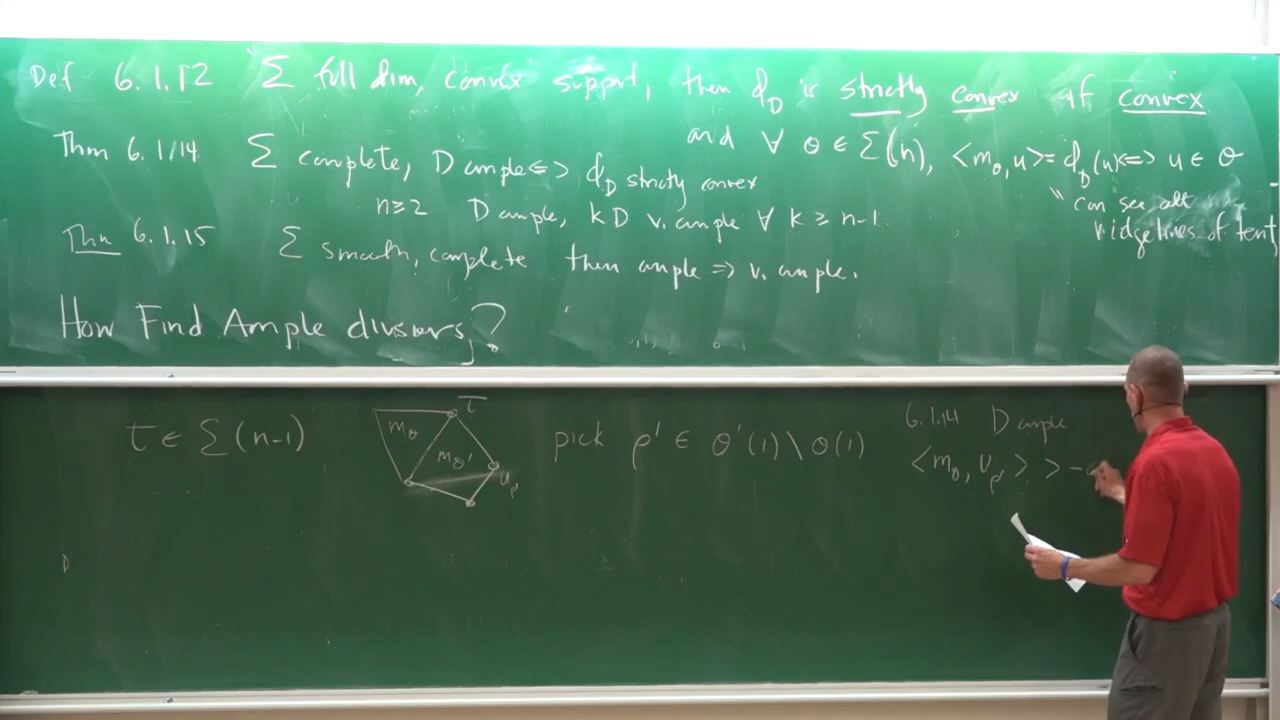 Def 6.1.12 "Σ full dim, convex support, then ϕ_D is strictly convex if convex
and ∀ σ ∈ Σ(n), <m_σ,u> = ϕ_D(u) <=> u ∈ σ
Thm 6.1.14 Σ complete, D ample <=> ϕ_D strictly convex
"can see all
ridgelines of tent
n≥2 D ample, kD v. ample ∀ k ≥ n-1
Thm 6.1.15 Σ smooth, complete then ample => v. ample.
How Find Ample divisors?
τ ∈ Σ(n-1)
τ
m_σ
m_σ'
u_ρ'
pick ρ' ∈ σ'(1)\σ(1)
6.1.14 D ample
<m_σ, u_ρ'> > -